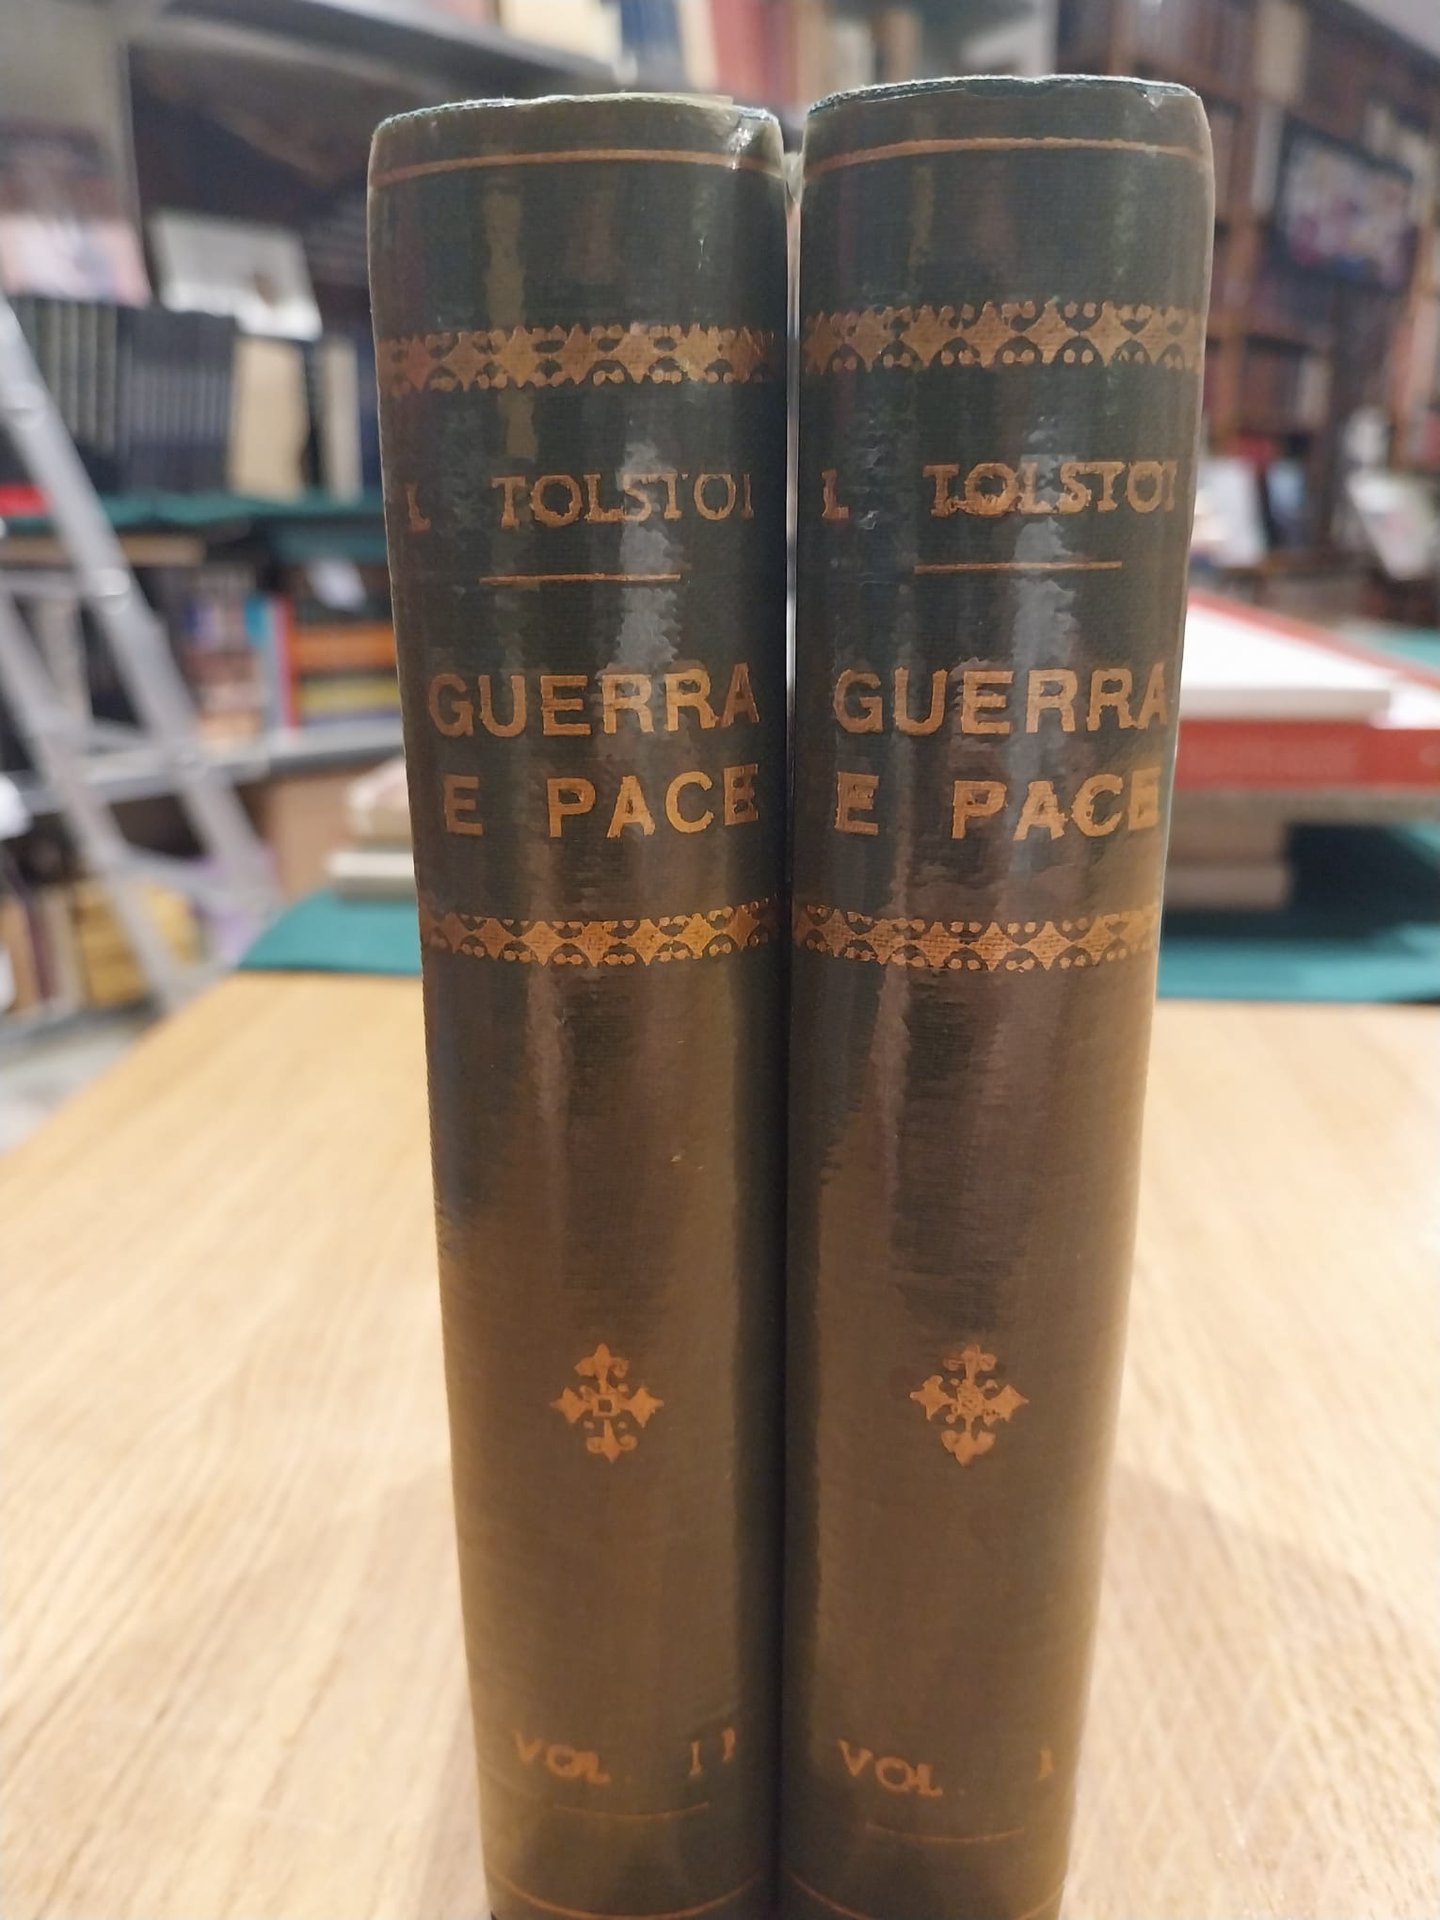 L TOLSTOI
GUERRA
E PACE
VOL. II
L TOLSTOI
GUERRA
E PACE
VOL. I